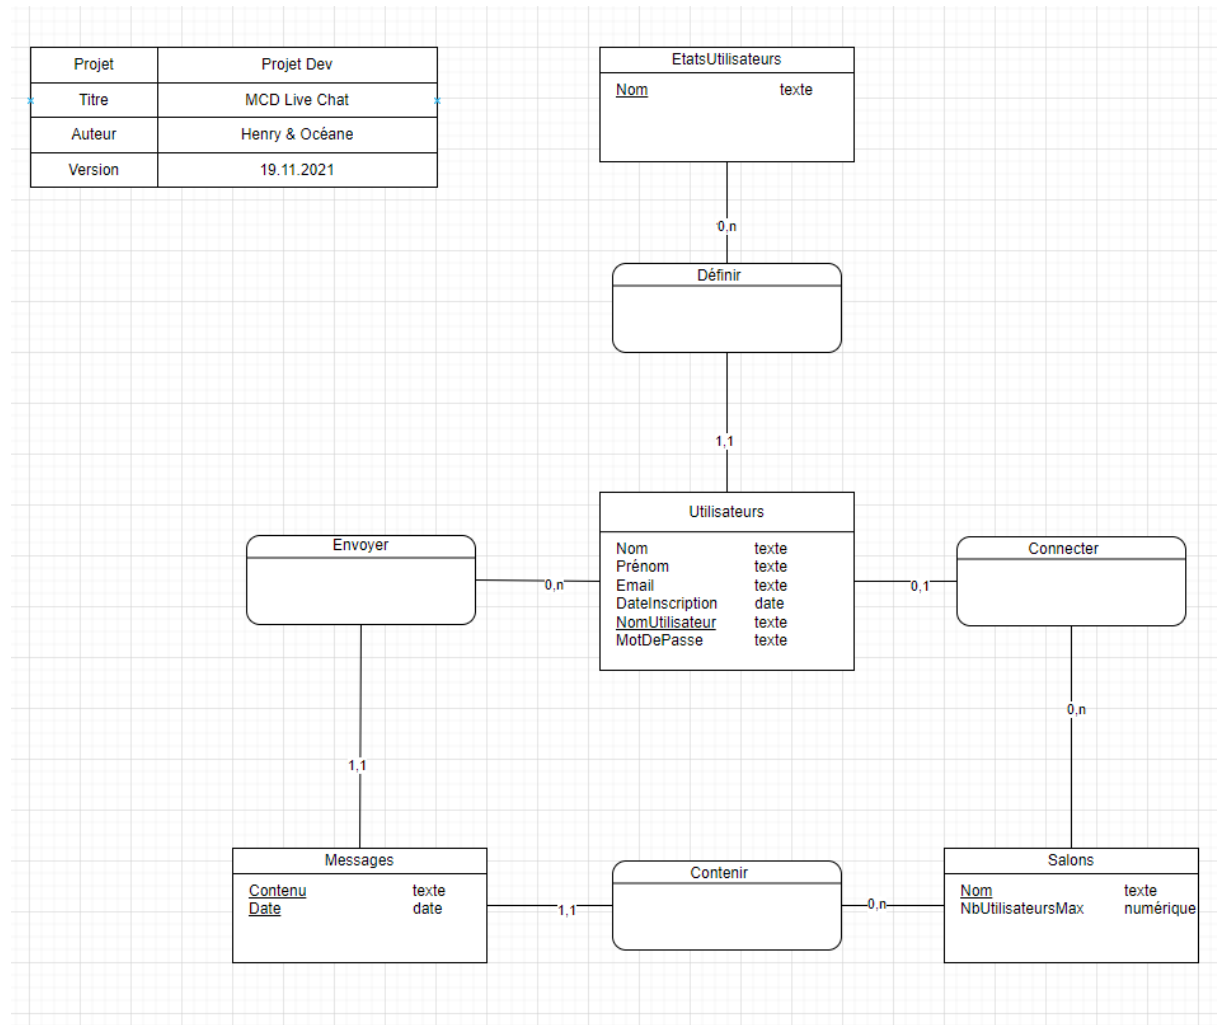 Projet Projet Dev
Titre MCD Live Chat
Auteur Henry & Océane
Version 19.11.2021
EtatsUtilisateurs
Nom texte
0,n
Définir
1,1
Utilisateurs
Nom texte
Prénom texte
Email texte
DateInscription date
NomUtilisateur texte
MotDePasse texte
Envoyer
0,n
0,1
Connecter
1,1
0,n
Messages
Contenu texte
Date date
1,1
Contenir
0,n
Salons
Nom texte
NbUtilisateursMax numérique